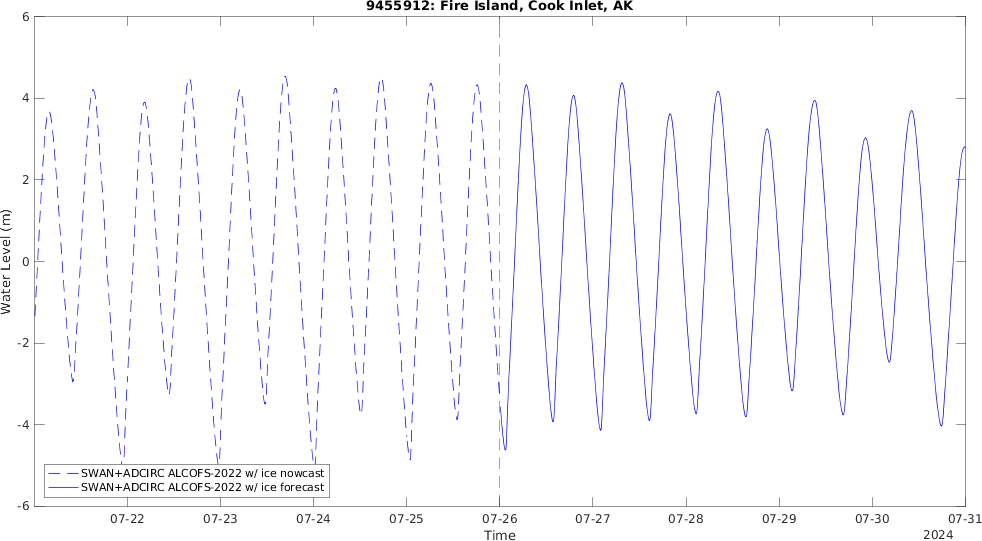 9455912: Fire Island, Cook Inlet, AK
6
4
2
0
-2
-4
-6
Water Level (m)
SWAN+ADCIRC ALCOFS-2022 w/ ice nowcast
SWAN+ADCIRC ALCOFS-2022 w/ ice forecast
07-22 07-23 07-24 07-25 07-26 07-27 07-28 07-29 07-30 07-31
Time
2024